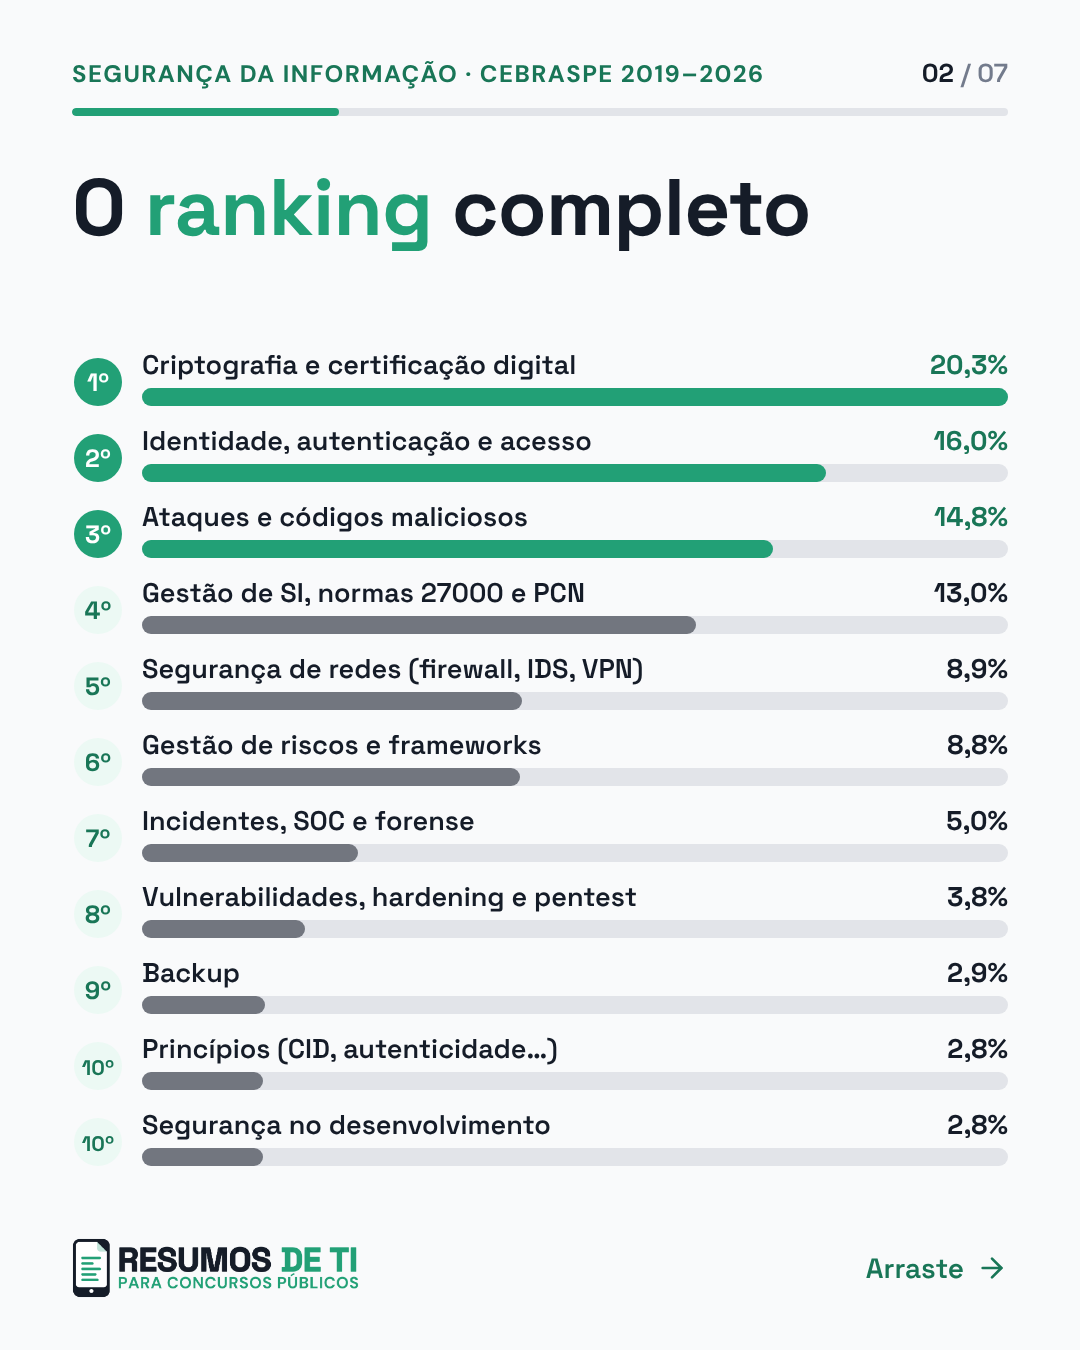 SEGURANÇA DA INFORMAÇÃO · CEBRASPE 2019–2026
02 / 07
O ranking completo
1º Criptografia e certificação digital 20,3%
2º Identidade, autenticação e acesso 16,0%
3º Ataques e códigos maliciosos 14,8%
4º Gestão de SI, normas 27000 e PCN 13,0%
5º Segurança de redes (firewall, IDS, VPN) 8,9%
6º Gestão de riscos e frameworks 8,8%
7º Incidentes, SOC e forense 5,0%
8º Vulnerabilidades, hardening e pentest 3,8%
9º Backup 2,9%
10º Princípios (CID, autenticidade...) 2,8%
10º Segurança no desenvolvimento 2,8%
RESUMOS DE TI
PARA CONCURSOS PÚBLICOS
Arraste →